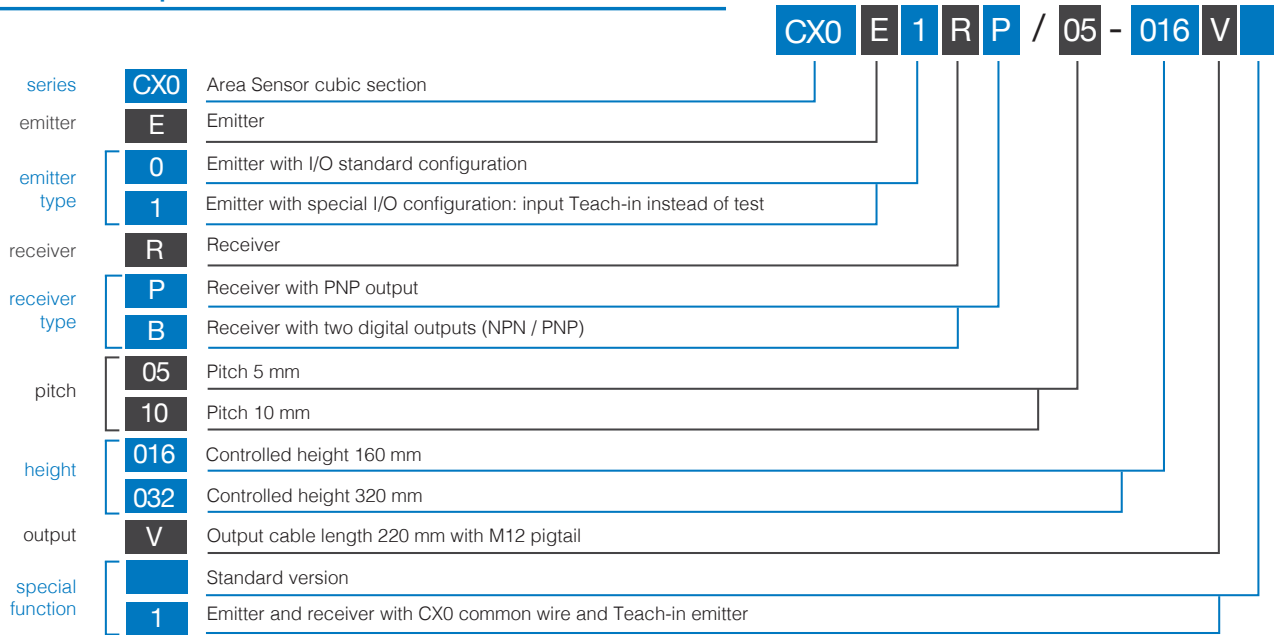 CX0 E 1 R P / 05 - 016 V
series CX0 Area Sensor cubic section
emitter E Emitter
emitter type
0 Emitter with I/O standard configuration
1 Emitter with special I/O configuration: input Teach-in instead of test
receiver R Receiver
receiver type
P Receiver with PNP output
B Receiver with two digital outputs (NPN / PNP)
pitch
05 Pitch 5 mm
10 Pitch 10 mm
height
016 Controlled height 160 mm
032 Controlled height 320 mm
output V Output cable length 220 mm with M12 pigtail
special function
Standard version
1 Emitter and receiver with CX0 common wire and Teach-in emitter